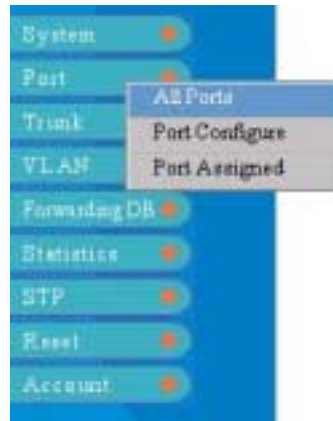 System
Port
All Ports
Trunk
Port Configure
VLAN
Port Assigned
Forwarding DB
Statistics
STP
Reset
Account